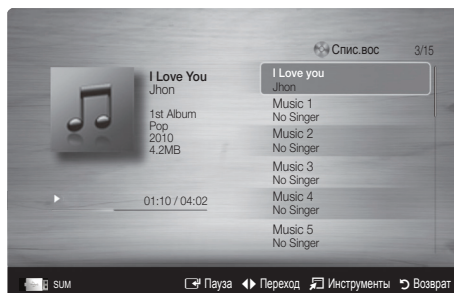 Спис.вос 3/15
I Love You
Jhon
1st Album
Pop
2010
4.2MB
01:10 / 04:02
I Love you
Jhon
Music 1
No Singer
Music 2
No Singer
Music 3
No Singer
Music 4
No Singer
Music 5
No Singer
SUM Пауза Переход Инструменты Возврат